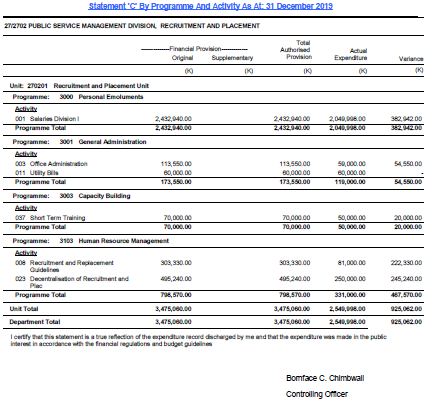 Statement 'C' By Programme And Activity As At: 31 December 2019
27/2702 PUBLIC SERVICE MANAGEMENT DIVISION, RECRUITMENT AND PLACEMENT
--------------Financial Provision------------- Total Authorised Provision Actual Expenditure Variance
Original Supplementary
(K) (K) (K) (K) (K)
Unit: 270201 Recruitment and Placement Unit
Programme: 3000 Personal Emoluments
Activity
001 Salaries Division I 2,432,940.00 2,432,940.00 2,049,998.00 382,942.00
Programme Total 2,432,940.00 2,432,940.00 2,049,998.00 382,942.00
Programme: 3001 General Administration
Activity
003 Office Administration 113,550.00 113,550.00 59,000.00 54,550.00
011 Utility Bills 60,000.00 60,000.00 60,000.00 -
Programme Total 173,550.00 173,550.00 119,000.00 54,550.00
Programme: 3003 Capacity Building
Activity
037 Short Term Training 70,000.00 70,000.00 50,000.00 20,000.00
Programme Total 70,000.00 70,000.00 50,000.00 20,000.00
Programme: 3103 Human Resource Management
Activity
008 Recruitment and Replacement 303,330.00 303,330.00 81,000.00 222,330.00
Guidelines
023 Decentralisation of Recruitment and 495,240.00 495,240.00 250,000.00 245,240.00
Plac
Programme Total 798,570.00 798,570.00 331,000.00 467,570.00
Unit Total 3,475,060.00 3,475,060.00 2,549,998.00 925,062.00
Department Total 3,475,060.00 3,475,060.00 2,549,998.00 925,062.00
I certify that this statement is a true reflection of the expenditure record discharged by me and that the expenditure was made in the public
interest in accordance with the financial regulations and budget guidelines
Bomface C. Chimbwali
Controlling Officer